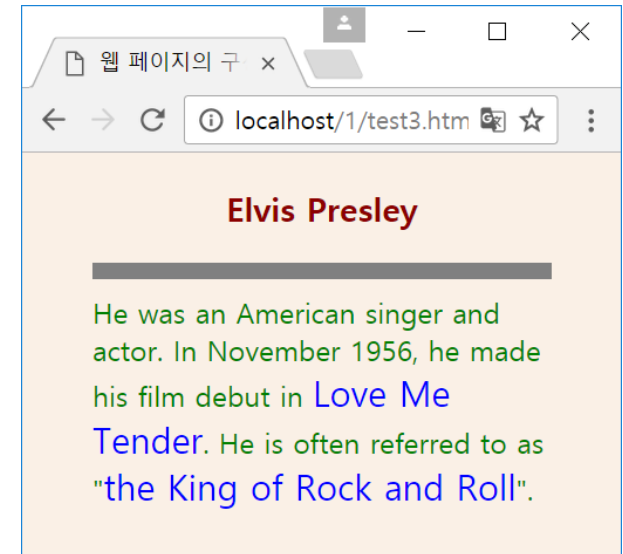 웹 페이지의 구
localhost/1/test3.htm
Elvis Presley
He was an American singer and
actor. In November 1956, he made
his film debut in Love Me
Tender. He is often referred to as
"the King of Rock and Roll".